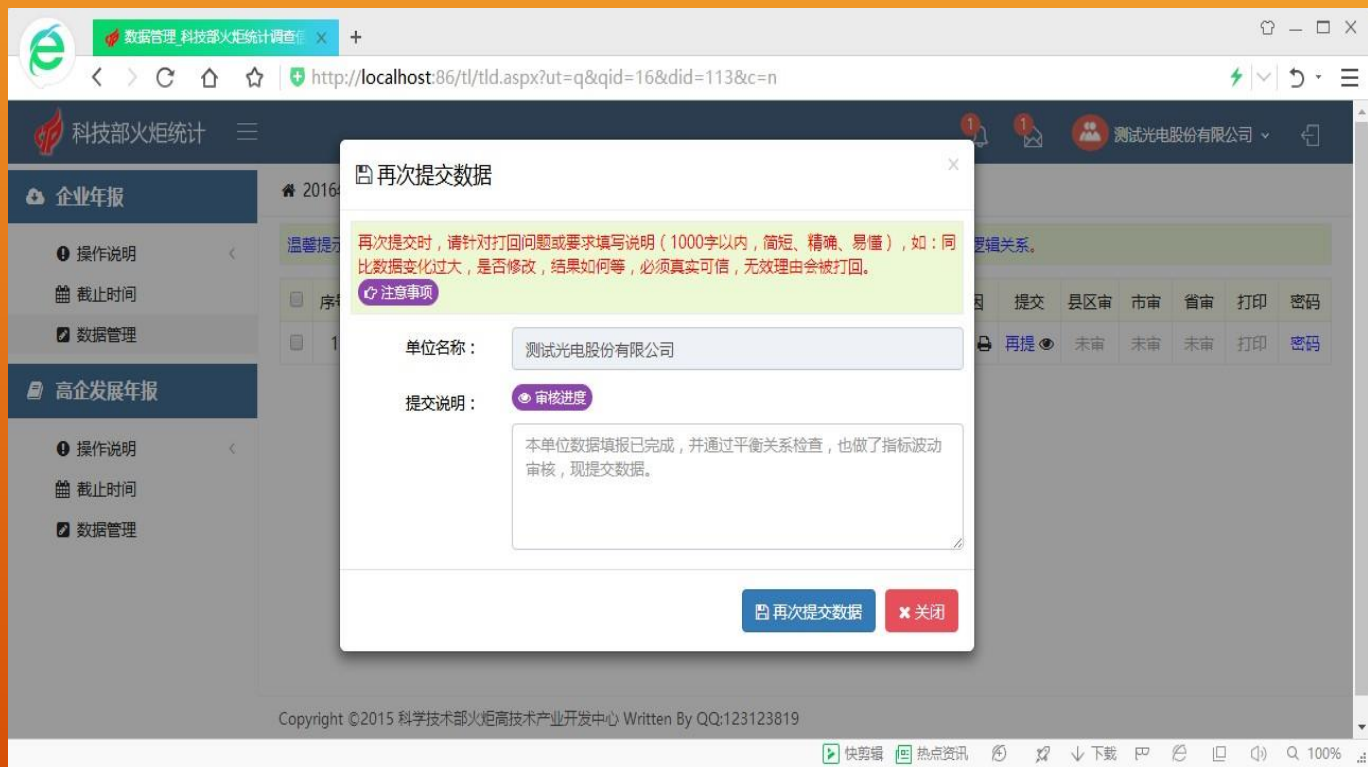 数据管理_科技部火炬统计调查信
http://localhost:86/tl/tld.aspx?ut=q&qid=16&did=113&c=n
科技部火炬统计
1
1
测试光电股份有限公司
企业年报
操作说明
截止时间
数据管理
高企发展年报
操作说明
截止时间
数据管理
2016
温馨提示
逻辑关系。
序号
因 提交 县区审 市审 省审 打印 密码
1
再提 未审 未审 未审 打印 密码
再次提交数据
×
再次提交时，请针对打回问题或要求填写说明（1000字以内，简短、精确、易懂），如：同
比数据变化过大，是否修改，结果如何等，必须真实可信，无效理由会被打回。
注意事项
单位名称：
测试光电股份有限公司
提交说明：
审核进度
本单位数据填报已完成，并通过平衡关系检查，也做了指标波动
审核，现提交数据。
再次提交数据
关闭
Copyright ©2015 科学技术部火炬高技术产业开发中心 Written By QQ:123123819
快剪辑 热点资讯 下载 100%